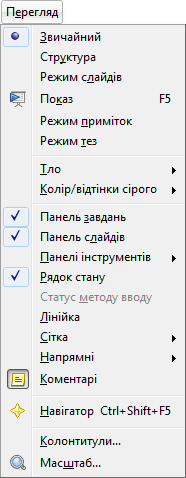 Перегляд
Звичайний
Структура
Режим слайдів
Показ F5
Режим приміток
Режим тез
Тло
Колір/відтінки сірого
Панель завдань
Панель слайдів
Панелі інструментів
Рядок стану
Статус методу вводу
Лінійка
Сітка
Напрямні
Коментарі
Навігатор Ctrl+Shift+F5
Колонтитули...
Масштаб...